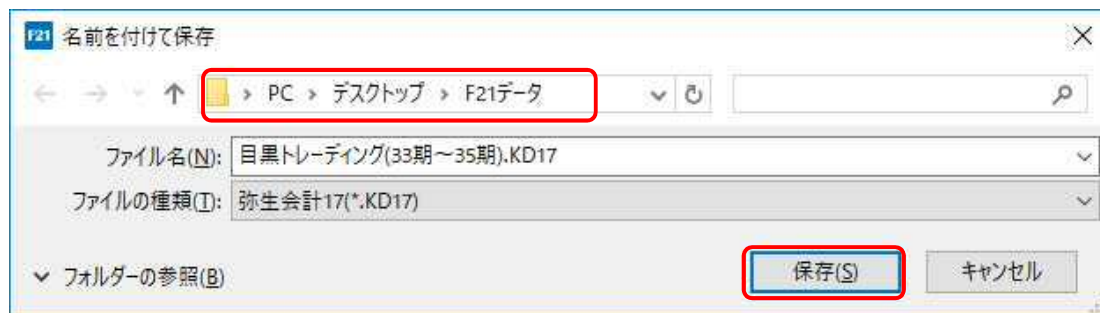 F21 名前を付けて保存
PC › デスクトップ › F21データ
ファイル名(N): 目黒トレーディング(33期～35期).KD17
ファイルの種類(T): 弥生会計17(*.KD17)
フォルダーの参照(B) 保存(S) キャンセル